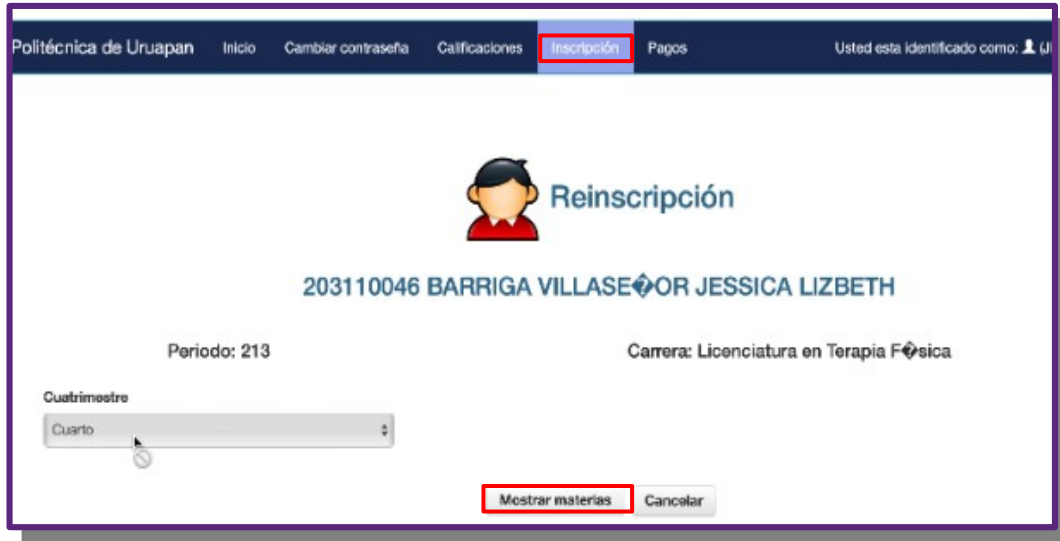 Politécnica de Uruapan Inicio Cambiar contraseña Calificaciones Inscripción Pagos Usted esta identificado como: (JI
Reinscripción
203110046 BARRIGA VILLASE�OR JESSICA LIZBETH
Periodo: 213 Carrera: Licenciatura en Terapia F�sica
Cuatrimestre
Cuarto
Mostrar materias Cancelar